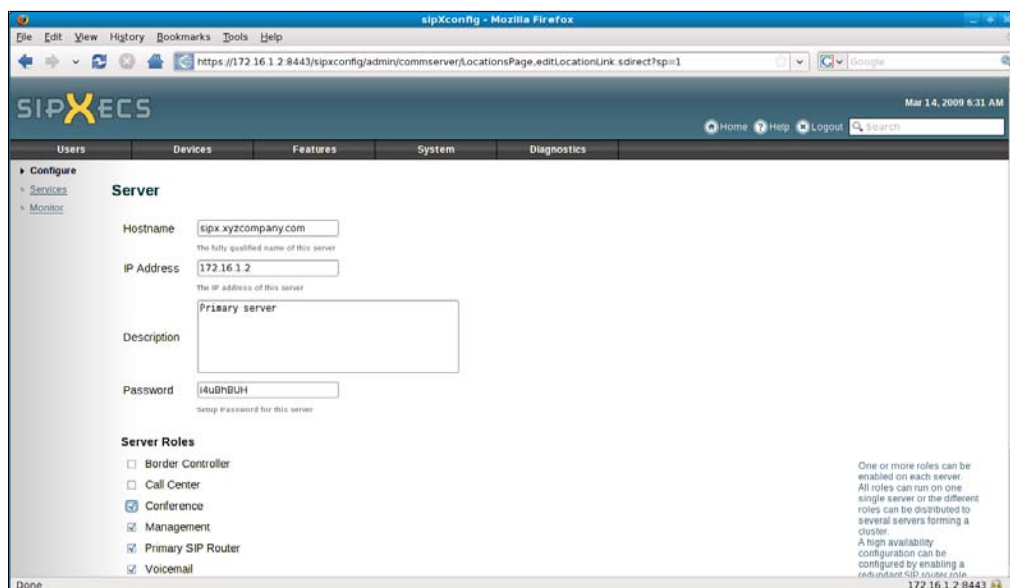 sipXconfig - Mozilla Firefox
File Edit View History Bookmarks Tools Help
https://172.16.1.2:8443/sipxconfig/admin/commserver/LocationsPage,editLocationLink.sdirect?sp=1
Google
SIPXECS
Mar 14, 2009 6:31 AM
Home Help Logout Search
Users Devices Features System Diagnostics
Configure
Services
Monitor
Server
Hostname sipx.xyzcompany.com
The fully qualified name of this server
IP Address 172.16.1.2
The IP address of this server
Description Primary server
Password i4uBhBUH
Setup Password for this server
Server Roles
Border Controller
Call Center
Conference
Management
Primary SIP Router
Voicemail
One or more roles can be
enabled on each server.
All roles can run on one
single server or the different
roles can be distributed to
several servers forming a
cluster.
A high availability
configuration can be
configured by enabling a
redundant SIP router role
Done
172.16.1.2:8443